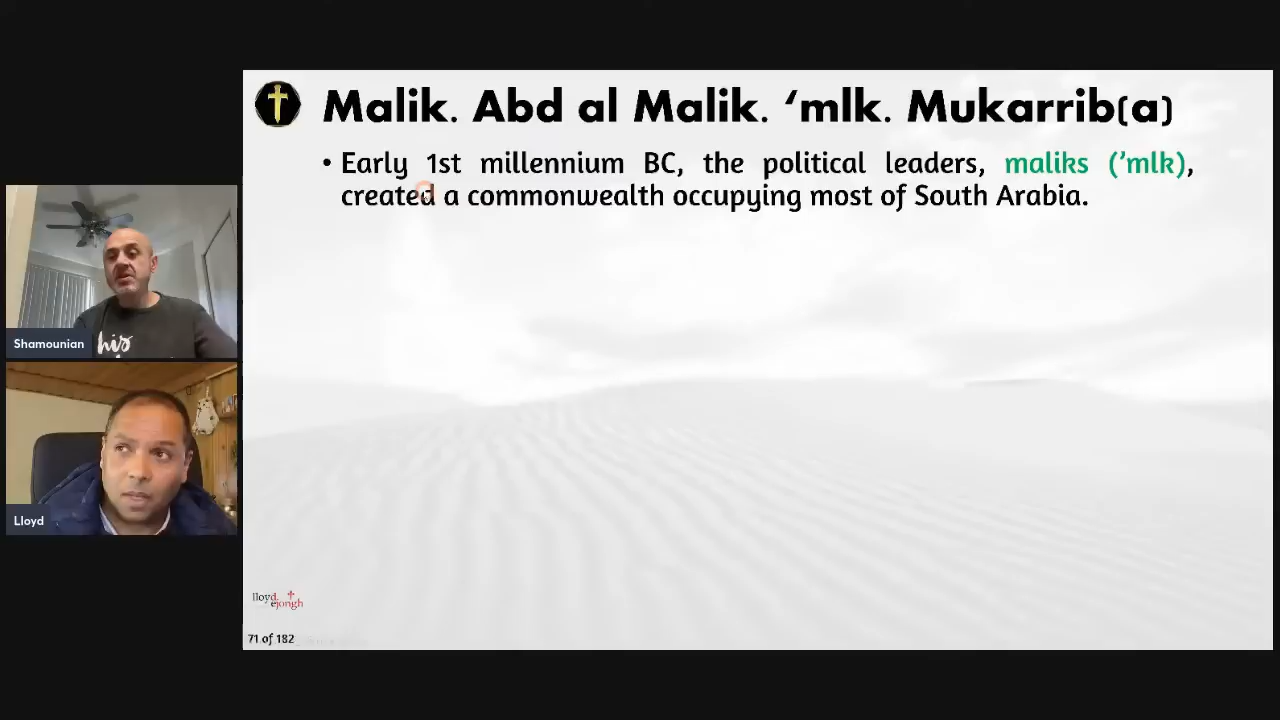 Malik. Abd al Malik. ‘mlk. Mukarrib(a)
• Early 1st millennium BC, the political leaders, maliks (’mlk),
created a commonwealth occupying most of South Arabia.
his
Shamounian
Lloyd
lloyd
ejongh
71 of 182